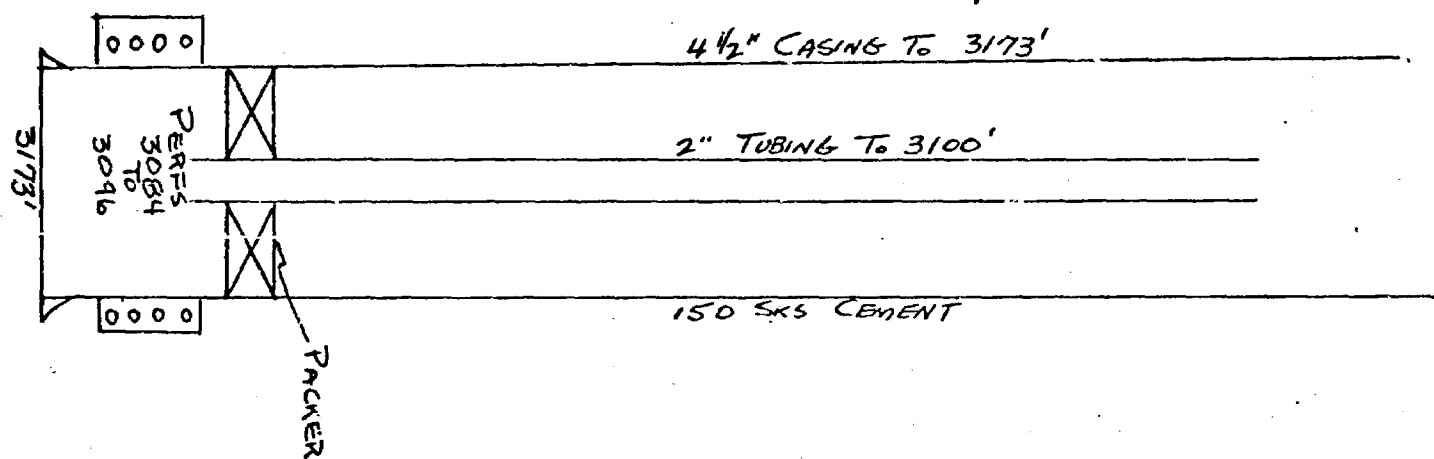 4 1/2" CASING TO 3173'
2" TUBING TO 3100'
150 SKS CEMENT
PERFS
3084
TO
3096
3173'
PACKER